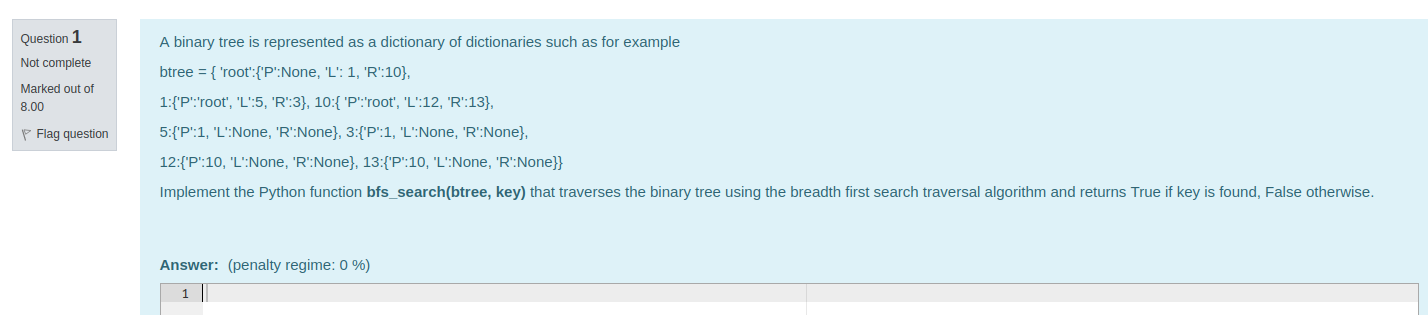 Question 1
Not complete
Marked out of
8.00
Flag question
A binary tree is represented as a dictionary of dictionaries such as for example
btree = { 'root':{'P':None, 'L': 1, 'R':10},
1:{'P':'root', 'L':5, 'R':3}, 10:{ 'P':'root', 'L':12, 'R':13},
5:{'P':1, 'L':None, 'R':None}, 3:{'P':1, 'L':None, 'R':None},
12:{'P':10, 'L':None, 'R':None}, 13:{'P':10, 'L':None, 'R':None}}
Implement the Python function bfs_search(btree, key) that traverses the binary tree using the breadth first search traversal algorithm and returns True if key is found, False otherwise.
Answer: (penalty regime: 0 %)
1